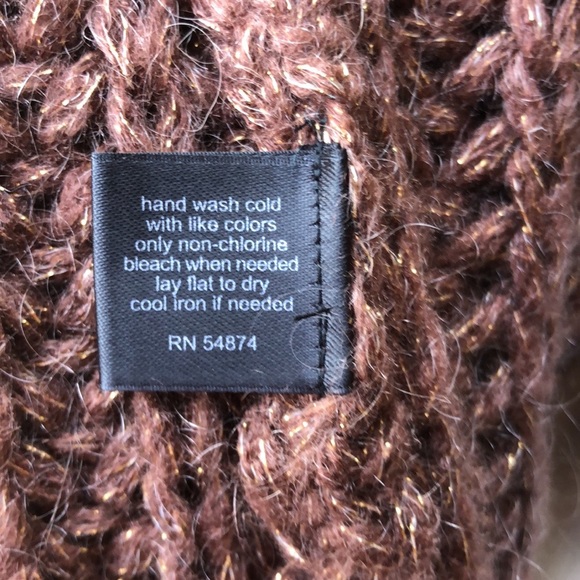 hand wash cold
with like colors
only non-chlorine
bleach when needed
lay flat to dry
cool iron if needed
RN 54874